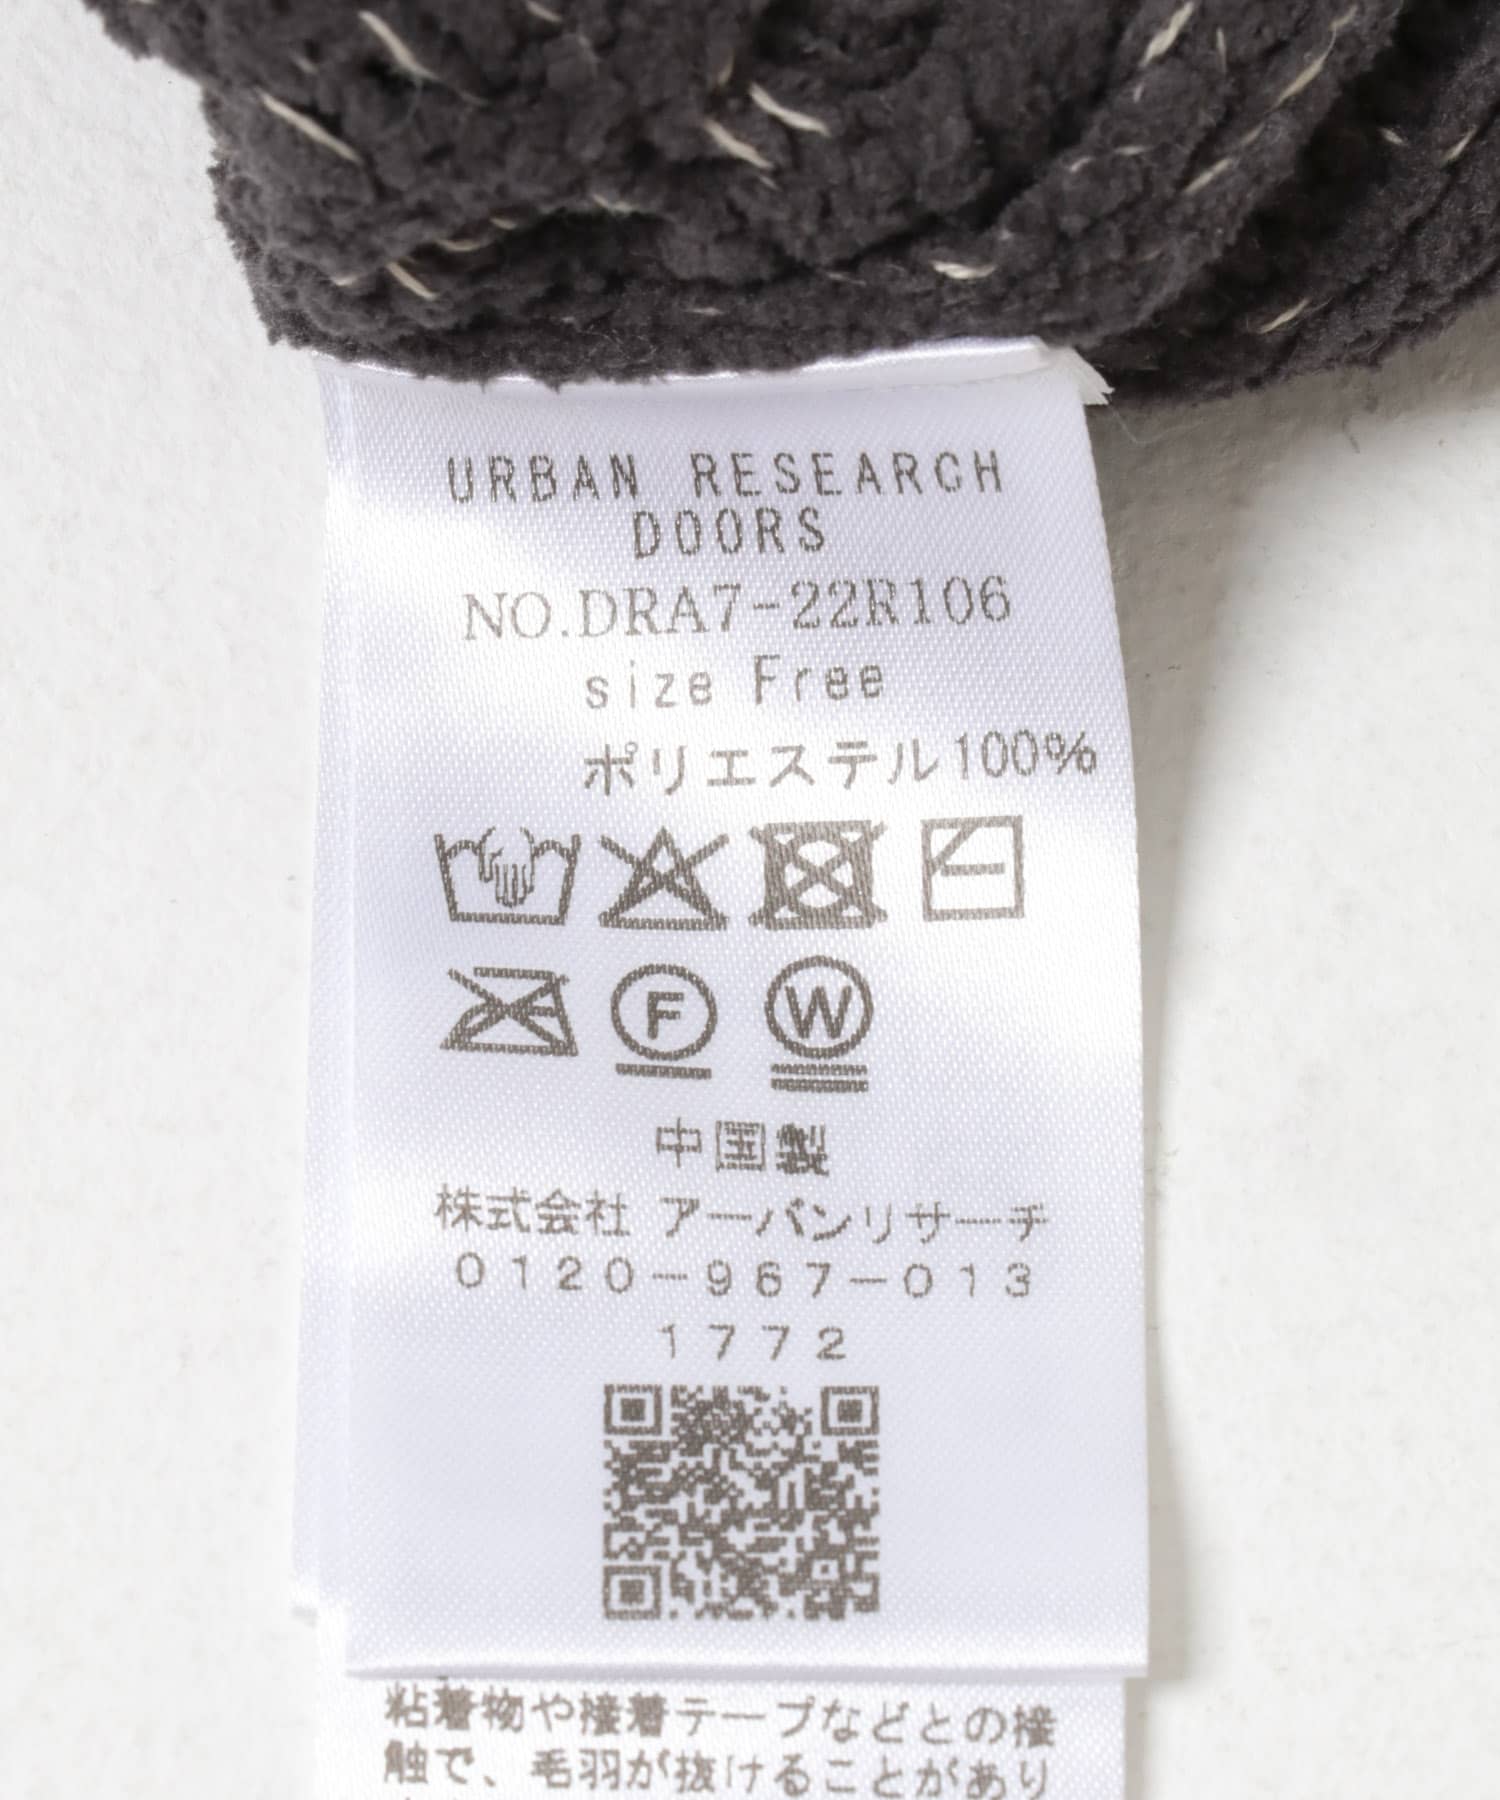 URBAN RESEARCH
DOORS
NO.DRA7-22R106
size Free
ポリエステル100%
F W
中国製
株式会社 アーバンリサーチ
0120-967-013
1772
粘着物や接着テープなどとの接
触で、毛羽が抜けることがあり